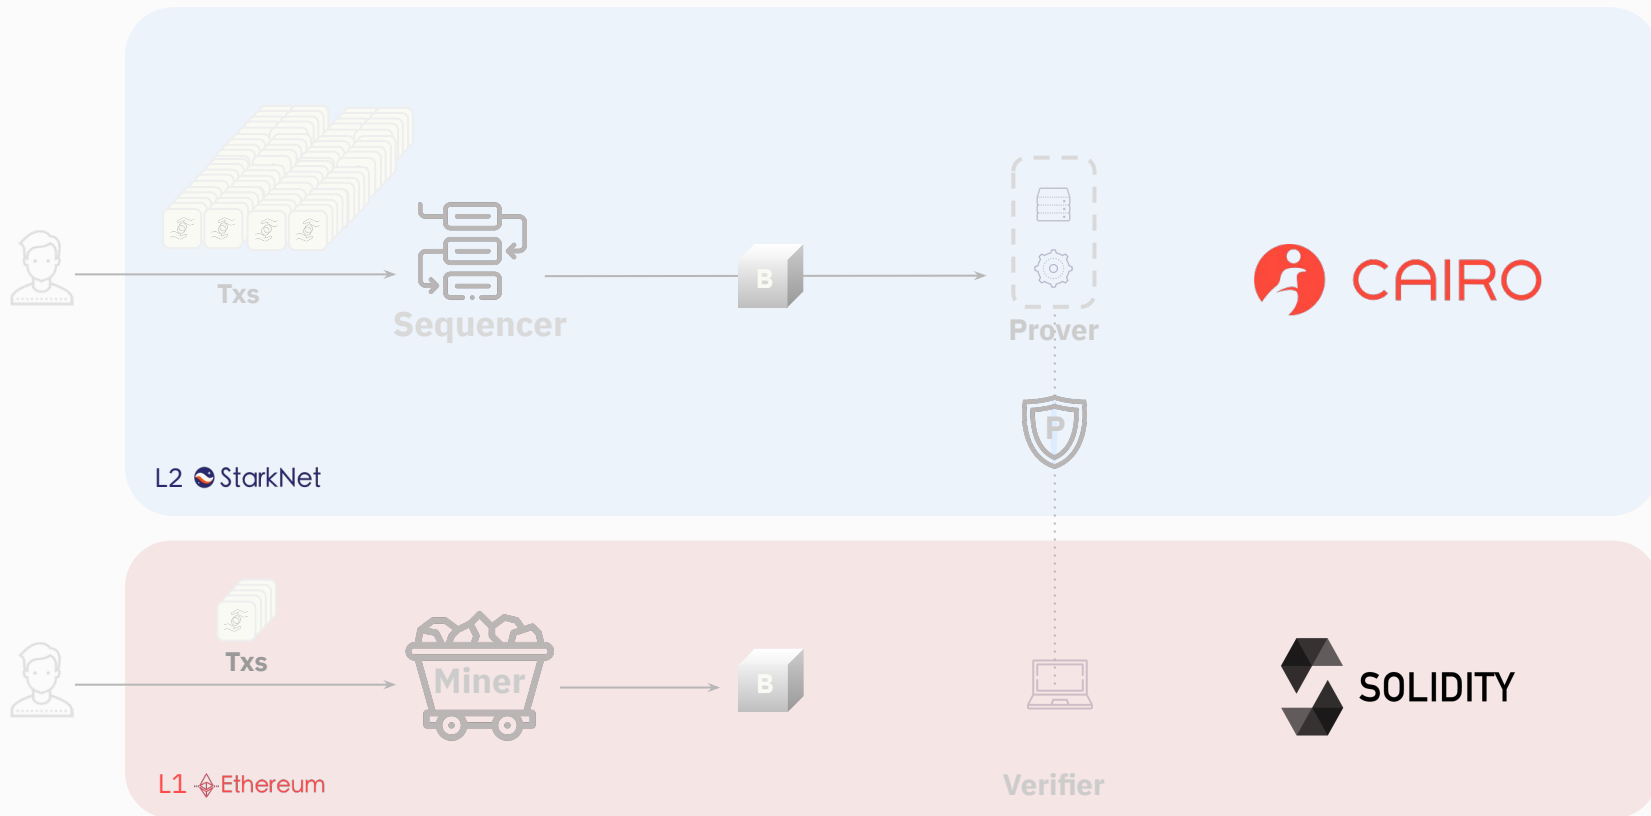 Txs
Sequencer
B
Prover
CAIRO
P
L2 StarkNet
Txs
Miner
B
SOLIDITY
L1 Ethereum
Verifier